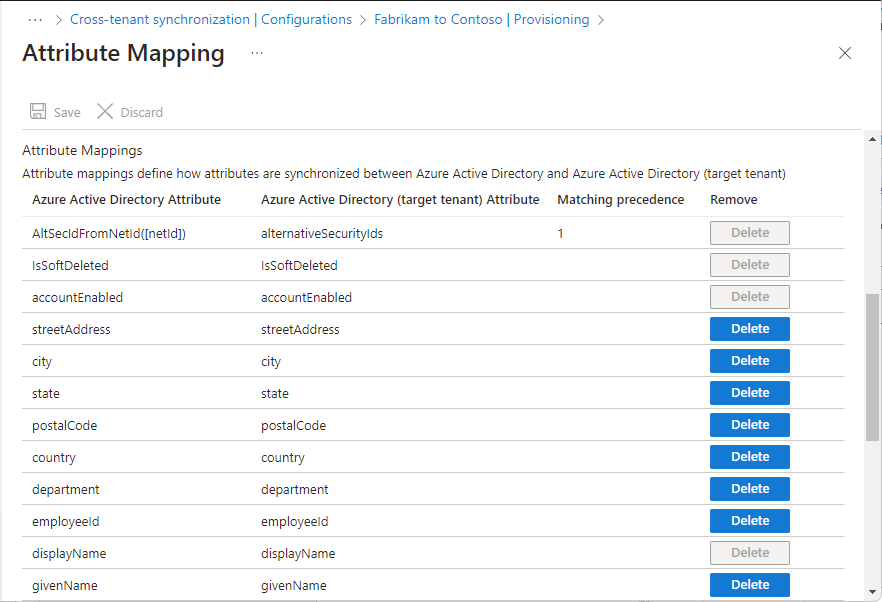 ··· > Cross-tenant synchronization | Configurations > Fabrikam to Contoso | Provisioning >
Attribute Mapping ···
Save Discard
Attribute Mappings
Attribute mappings define how attributes are synchronized between Azure Active Directory and Azure Active Directory (target tenant)
Azure Active Directory Attribute Azure Active Directory (target tenant) Attribute Matching precedence Remove
AltSecIdFromNetId([netId]) alternativeSecurityIds 1 Delete
IsSoftDeleted IsSoftDeleted Delete
accountEnabled accountEnabled Delete
streetAddress streetAddress Delete
city city Delete
state state Delete
postalCode postalCode Delete
country country Delete
department department Delete
employeeId employeeId Delete
displayName displayName Delete
givenName givenName Delete